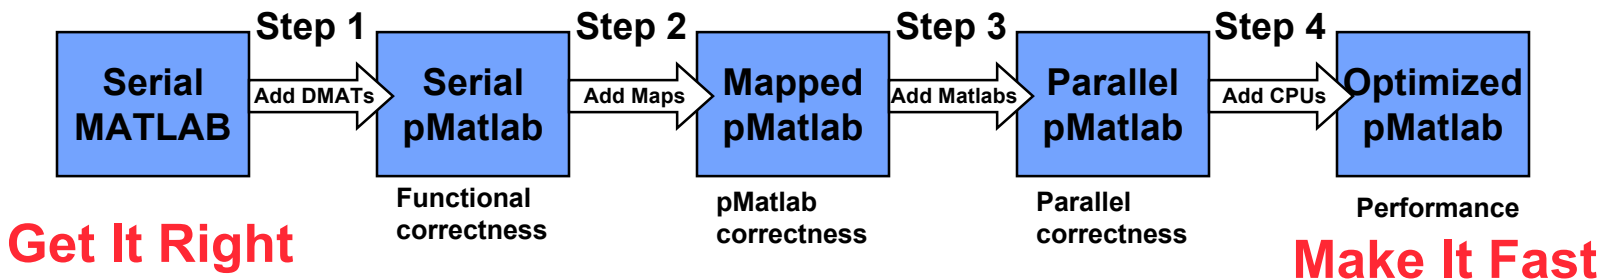 Step 1
Step 2
Step 3
Step 4
Serial
MATLAB
Add DMATs
Serial
pMatlab
Add Maps
Mapped
pMatlab
Add Matlabs
Parallel
pMatlab
Add CPUs
Optimized
pMatlab
Functional
correctness
pMatlab
correctness
Parallel
correctness
Performance
Get It Right
Make It Fast